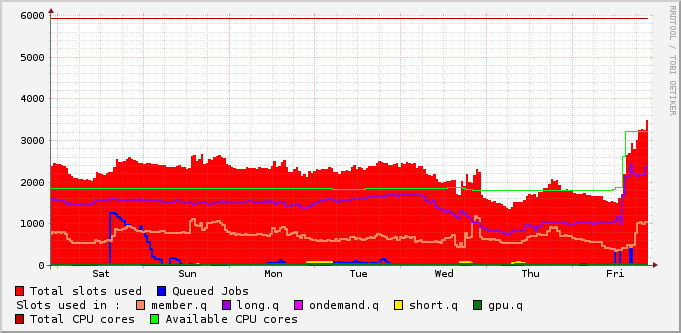 6000
5000
4000
3000
2000
1000
0
Sat Sun Mon Tue Wed Thu Fri
Total slots used Queued Jobs
Slots used in : member.q long.q ondemand.q short.q gpu.q
Total CPU cores Available CPU cores
RRDTOOL / TOBI OETIKER